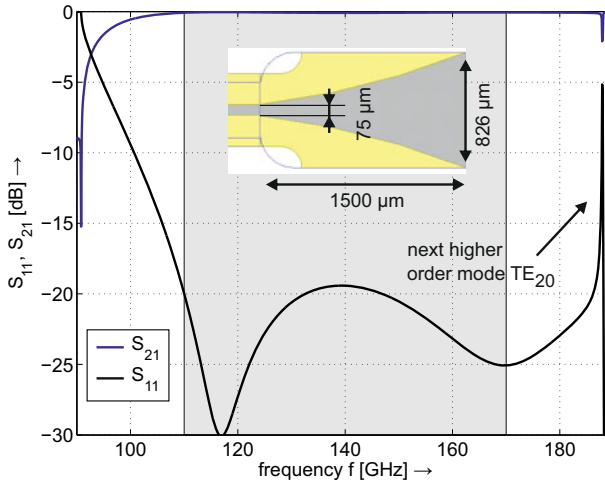 0
−5
−10
−15
−20
−25
−30
S11, S21 [dB] →
75 µm
826 µm
1500 µm
next higher
order mode TE20
S21
S11
100
120
140
160
180
frequency f [GHz] →